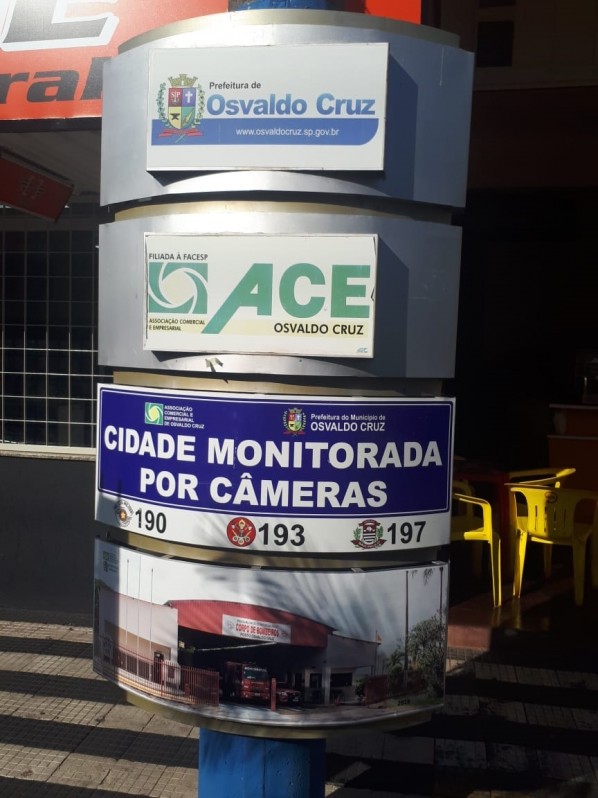 E
ral
Prefeitura de
Osvaldo Cruz
www.osvaldocruz.sp.gov.br
FILIADA À FACESP
ACE
ASSOCIAÇÃO COMERCIAL
E EMPRESARIAL
OSVALDO CRUZ
ASSOCIAÇÃO
COMERCIAL E
EMPRESARIAL
DE OSVALDO CRUZ
Prefeitura do Município de
OSVALDO CRUZ
CIDADE MONITORADA
POR CÂMERAS
190 193 197
CORPO DE BOMBEIROS